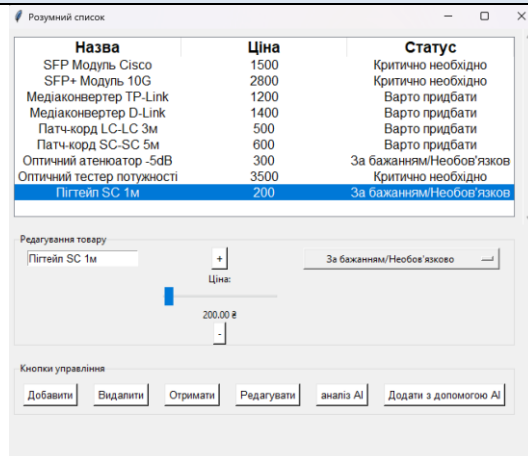 Розумний список
Назва Ціна Статус
SFP Модуль Cisco 1500 Критично необхідно
SFP+ Модуль 10G 2800 Критично необхідно
Медіаконвертер TP-Link 1200 Варто придбати
Медіаконвертер D-Link 1400 Варто придбати
Патч-корд LC-LC 3м 500 Варто придбати
Патч-корд SC-SC 5м 600 Варто придбати
Оптичний атенюатор -5dB 300 За бажанням/Необов'язков
Оптичний тестер потужності 3500 Критично необхідно
Пігтейл SC 1м 200 За бажанням/Необов'язков
Редагування товару
Пігтейл SC 1м + За бажанням/Необов'язково
Ціна:
200.00 ₴
-
Кнопки управління
Добавити Видалити Отримати Редагувати аналіз AI Додати з допомогою AI